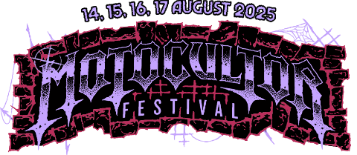 14, 15, 16, 17 AUGUST 2025
MOTOCULTOR
FESTIVAL